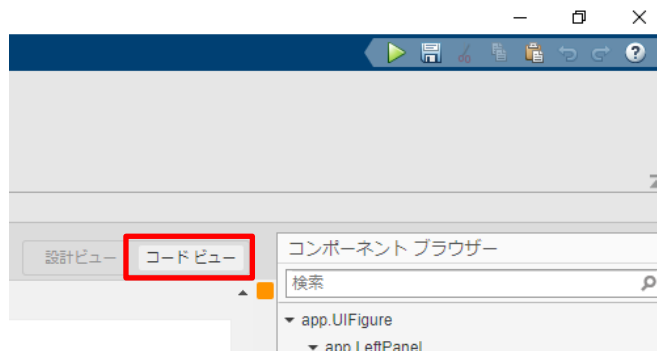 設計ビュー コード ビュー
コンポーネント ブラウザー
検索
app.UIFigure
app.LeftPanel